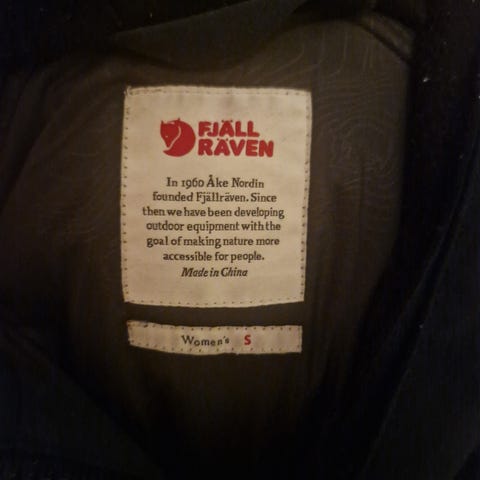 FJÄLL
RÄVEN
In 1960 Åke Nordin
founded Fjällräven. Since
then we have been developing
outdoor equipment with the
goal of making nature more
accessible for people.
Made in China
Women's S